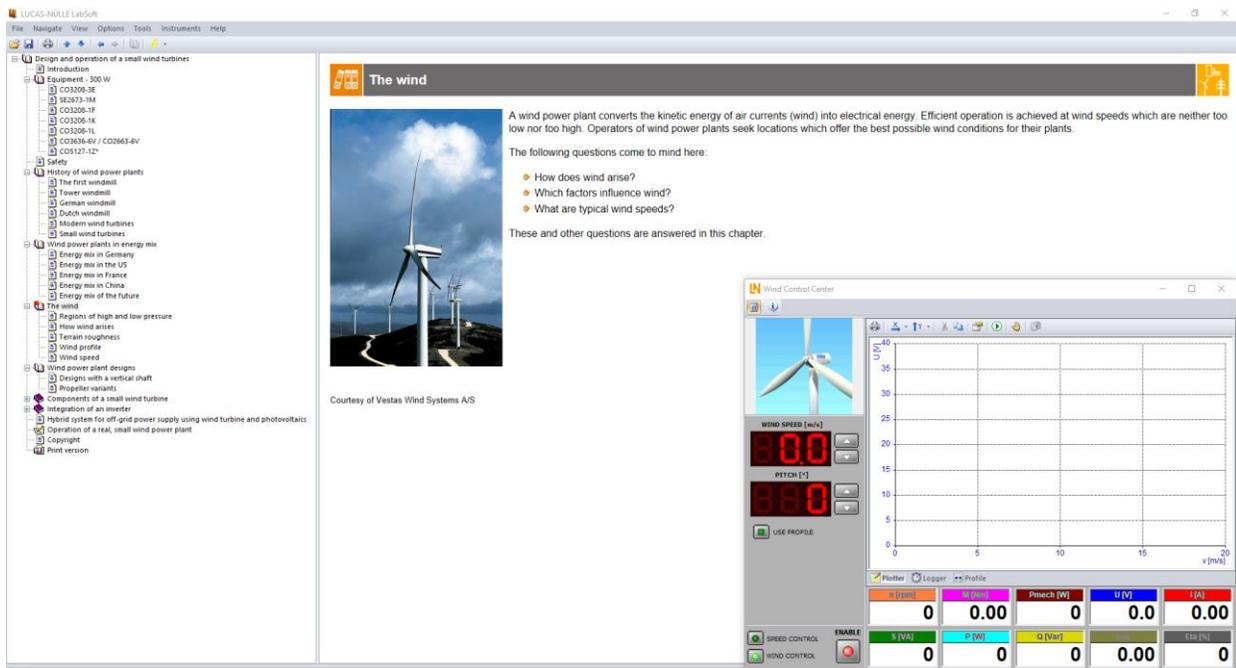 LUCAS-NÜLLE LabSoft
File Navigate View Options Tools Instruments Help
Design and operation of a small wind turbines
Introduction
Equipment - 300 W
CO3208-3E
SE2673-1M
CO3208-1F
CO3208-1K
CO3208-1L
CO3636-6V / CO2663-6V
CO5127-1Z*
Safety
History of wind power plants
The first windmill
Tower windmill
German windmill
Dutch windmill
Modern wind turbines
Small wind turbines
Wind power plants in energy mix
Energy mix in Germany
Energy mix in the US
Energy mix in France
Energy mix in China
Energy mix of the future
The wind
Regions of high and low pressure
How wind arises
Terrain roughness
Wind profile
Wind speed
Wind power plant designs
Designs with a vertical shaft
Propeller variants
Components of a small wind turbine
Integration of an inverter
Hybrid system for off-grid power supply using wind turbine and photovoltaics
Operation of a real, small wind power plant
Copyright
Print version
The wind
A wind power plant converts the kinetic energy of air currents (wind) into electrical energy. Efficient operation is achieved at wind speeds which are neither too
low nor too high. Operators of wind power plants seek locations which offer the best possible wind conditions for their plants.
The following questions come to mind here:
How does wind arise?
Which factors influence wind?
What are typical wind speeds?
These and other questions are answered in this chapter.
Courtesy of Vestas Wind Systems A/S
LN Wind Control Center
WIND SPEED [m/s]
0.0
PITCH [°]
0
USE PROFILE
SPEED CONTROL
WIND CONTROL
ENABLE
U [V]
40
35
30
25
20
15
10
5
0
0 5 10 15 20
v [m/s]
Plotter Logger Profile
n [rpm] M [Nm] Pmech [W] U [V] I [A]
0 0.00 0 0.0 0.00
S [VA] P [W] Q [Var] Eta [%]
0 0 0 0.00 0